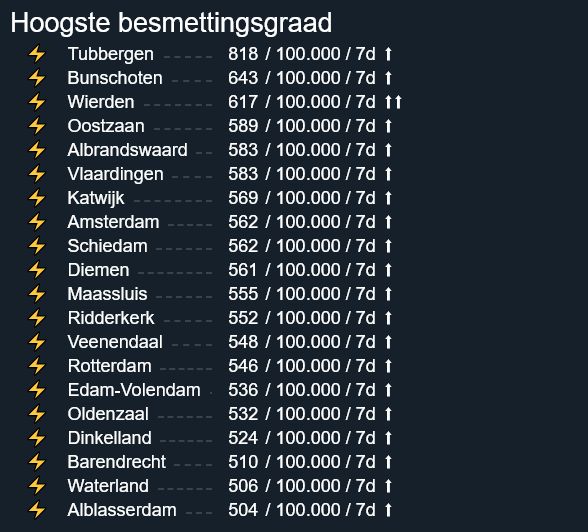 Hoogste besmettingsgraad
⚡ Tubbergen ----- 818 / 100.000 / 7d ↑
⚡ Bunschoten ---- 643 / 100.000 / 7d ↑
⚡ Wierden ------- 617 / 100.000 / 7d ↑↑
⚡ Oostzaan ------ 589 / 100.000 / 7d ↑
⚡ Albrandswaard -- 583 / 100.000 / 7d ↑
⚡ Vlaardingen ---- 583 / 100.000 / 7d ↑
⚡ Katwijk -------- 569 / 100.000 / 7d ↑
⚡ Amsterdam ----- 562 / 100.000 / 7d ↑
⚡ Schiedam ------ 562 / 100.000 / 7d ↑
⚡ Diemen -------- 561 / 100.000 / 7d ↑
⚡ Maassluis ------ 555 / 100.000 / 7d ↑
⚡ Ridderkerk ----- 552 / 100.000 / 7d ↑
⚡ Veenendaal ---- 548 / 100.000 / 7d ↑
⚡ Rotterdam ----- 546 / 100.000 / 7d ↑
⚡ Edam-Volendam - 536 / 100.000 / 7d ↑
⚡ Oldenzaal ------ 532 / 100.000 / 7d ↑
⚡ Dinkelland ------ 524 / 100.000 / 7d ↑
⚡ Barendrecht ---- 510 / 100.000 / 7d ↑
⚡ Waterland ------ 506 / 100.000 / 7d ↑
⚡ Alblasserdam --- 504 / 100.000 / 7d ↑